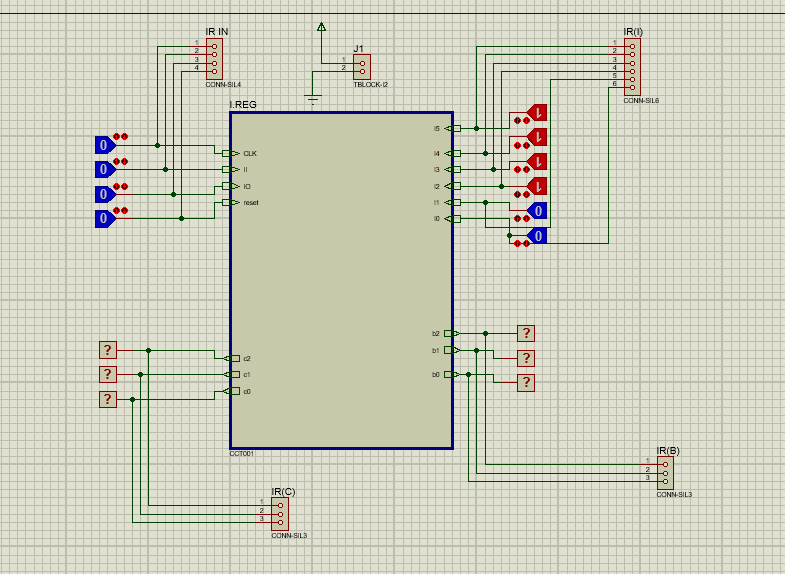 IR IN
1
2
3
4
CONN-SIL4
J1
1
2
TBLOCK-I2
IR(I)
1
2
3
4
5
6
CONN-SIL6
I.REG
0
0
0
0
CLK
II
IO
reset
I5
I4
I3
I2
I1
I0
1
1
1
1
0
0
?
?
?
c2
c1
c0
b2
b1
b0
?
?
?
CCT001
IR(B)
1
2
3
CONN-SIL3
IR(C)
1
2
3
CONN-SIL3